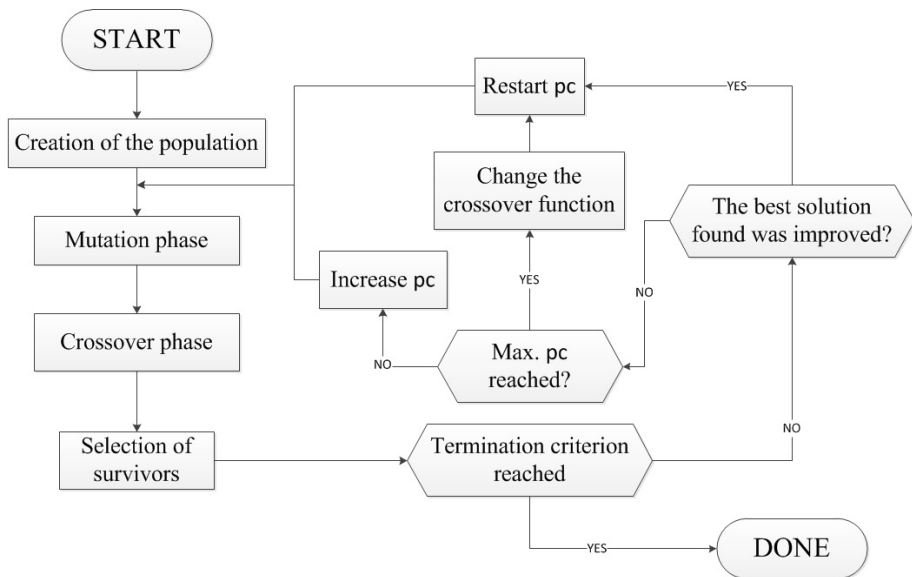 START
Creation of the population
Mutation phase
Crossover phase
Selection of
survivors
Restart pc
YES
Change the
crossover function
The best solution
found was improved?
Increase pc
YES
NO
NO
Max. pc
reached?
Termination criterion
reached
NO
YES
DONE